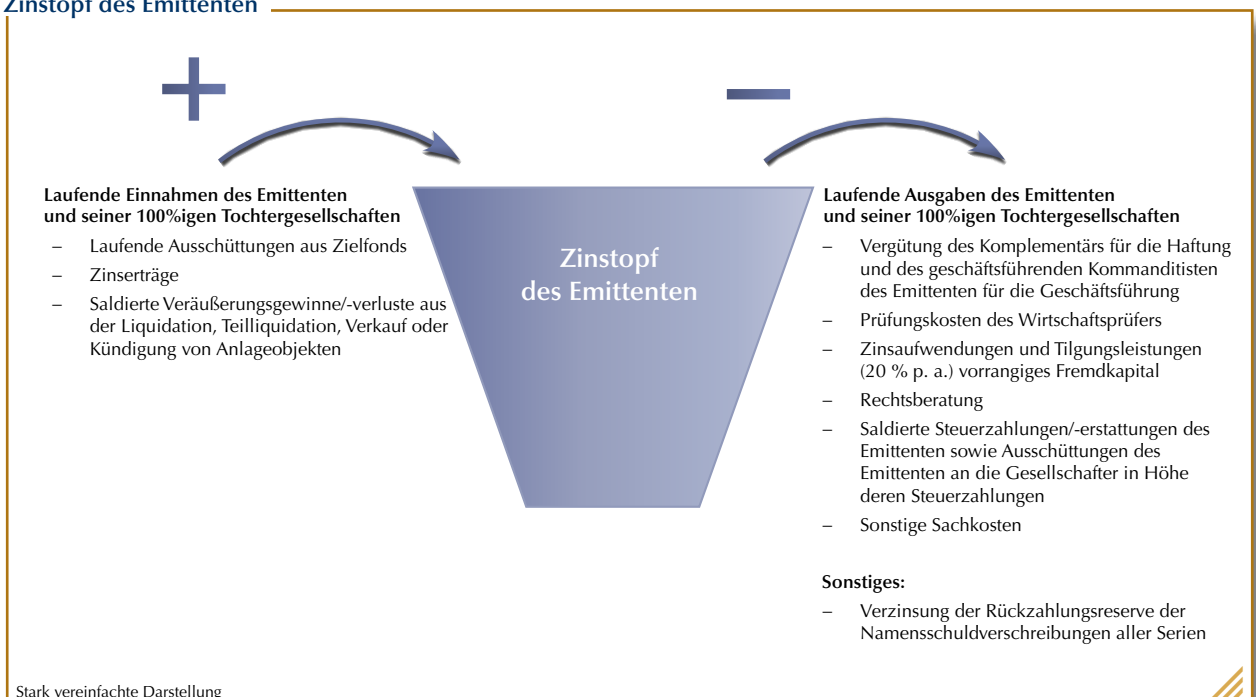 Zinstopf des Emittenten
+
–
Laufende Einnahmen des Emittenten
und seiner 100%igen Tochtergesellschaften
– Laufende Ausschüttungen aus Zielfonds
– Zinserträge
– Saldierte Veräußerungsgewinne/-verluste aus
der Liquidation, Teilliquidation, Verkauf oder
Kündigung von Anlageobjekten
Zinstopf
des Emittenten
Laufende Ausgaben des Emittenten
und seiner 100%igen Tochtergesellschaften
– Vergütung des Komplementärs für die Haftung
und des geschäftsführenden Kommanditisten
des Emittenten für die Geschäftsführung
– Prüfungskosten des Wirtschaftsprüfers
– Zinsaufwendungen und Tilgungsleistungen
(20 % p. a.) vorrangiges Fremdkapital
– Rechtsberatung
– Saldierte Steuerzahlungen/-erstattungen des
Emittenten sowie Ausschüttungen des
Emittenten an die Gesellschafter in Höhe
deren Steuerzahlungen
– Sonstige Sachkosten
Sonstiges:
– Verzinsung der Rückzahlungsreserve der
Namensschuldverschreibungen aller Serien
Stark vereinfachte Darstellung